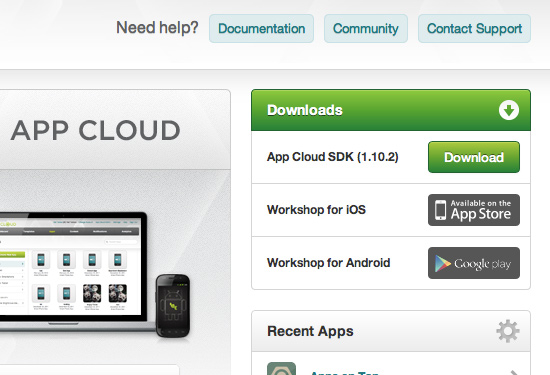 Need help? Documentation Community Contact Support
APP CLOUD
Downloads
App Cloud SDK (1.10.2) Download
Workshop for iOS Available on the
App Store
Workshop for Android Google play
Recent Apps